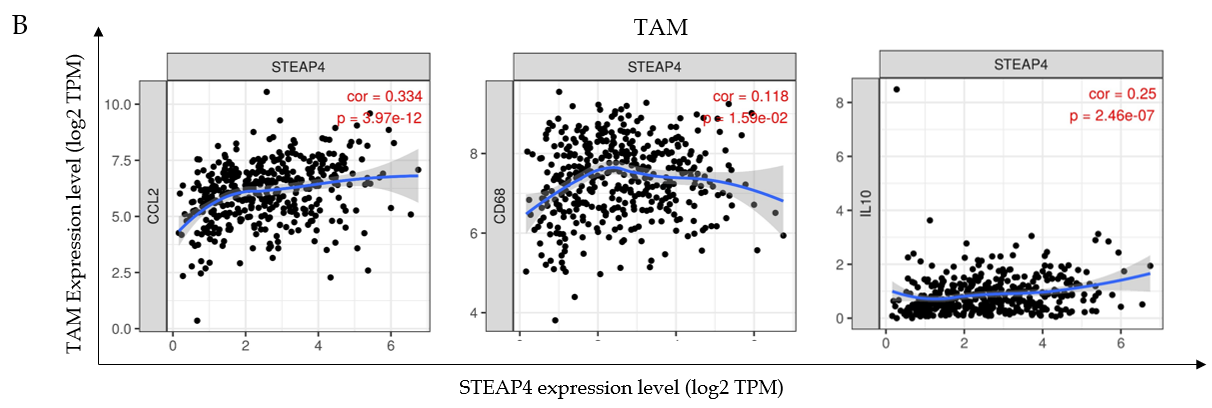 B
TAM
TAM Expression level (log2 TPM)
STEAP4
cor = 0.334
p = 3.97e-12
CCL2
10.0
7.5
5.0
2.5
0.0
0 2 4 6
STEAP4
cor = 0.118
p = 1.59e-02
CD68
8
6
4
STEAP4
cor = 0.25
p = 2.46e-07
IL10
8
6
4
2
0
0 2 4 6
STEAP4 expression level (log2 TPM)